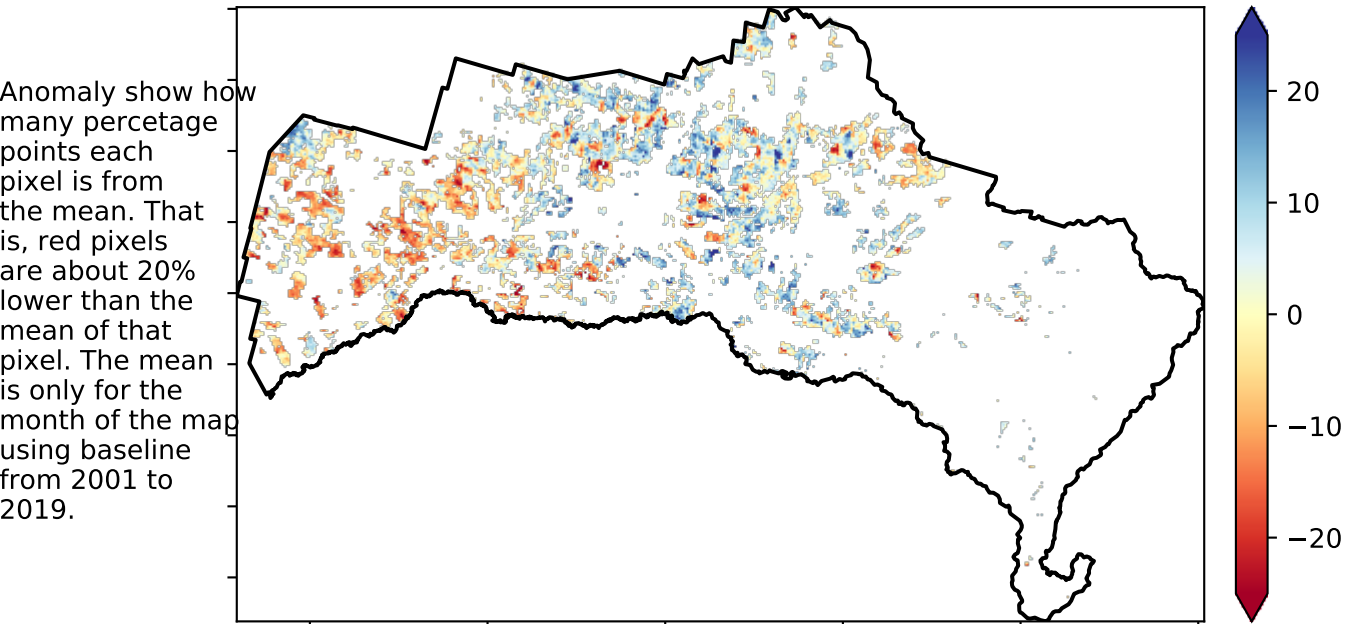 Anomaly show how
many percetage
points each
pixel is from
the mean. That
is, red pixels
are about 20%
lower than the
mean of that
pixel. The mean
is only for the
month of the map
using baseline
from 2001 to
2019.
20
10
0
−10
−20